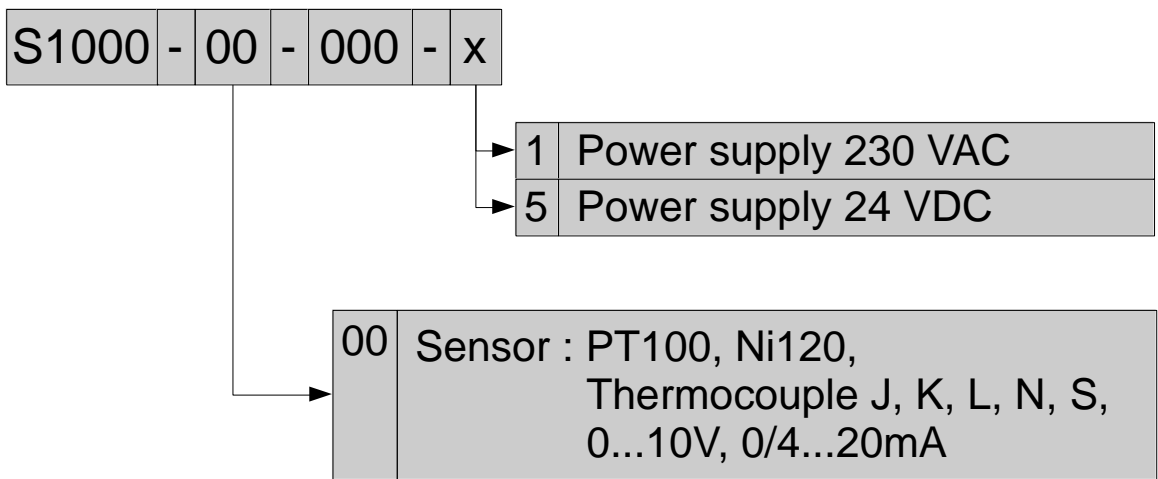 S1000 - 00 - 000 - x
1 Power supply 230 VAC
5 Power supply 24 VDC
00 Sensor : PT100, Ni120,
Thermocouple J, K, L, N, S,
0...10V, 0/4...20mA